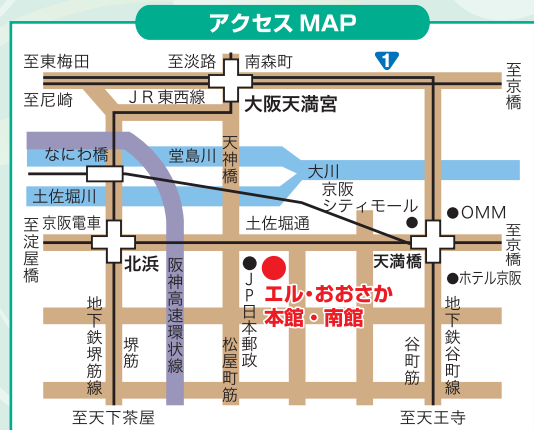 アクセス MAP
至東梅田
至淡路
南森町
1
至京橋
至尼崎
JR東西線
大阪天満宮
天神橋
なにわ橋
堂島川
大川
土佐堀川
京阪
シティモール
OMM
至淀屋橋
京阪電車
土佐堀通
至京橋
北浜
天満橋
ホテル京阪
阪神高速環状線
JP日本郵政
エル・おおさか
本館・南館
地下鉄堺筋線
堺筋
松屋町筋
谷町筋
地下鉄谷町線
至天下茶屋
至天王寺